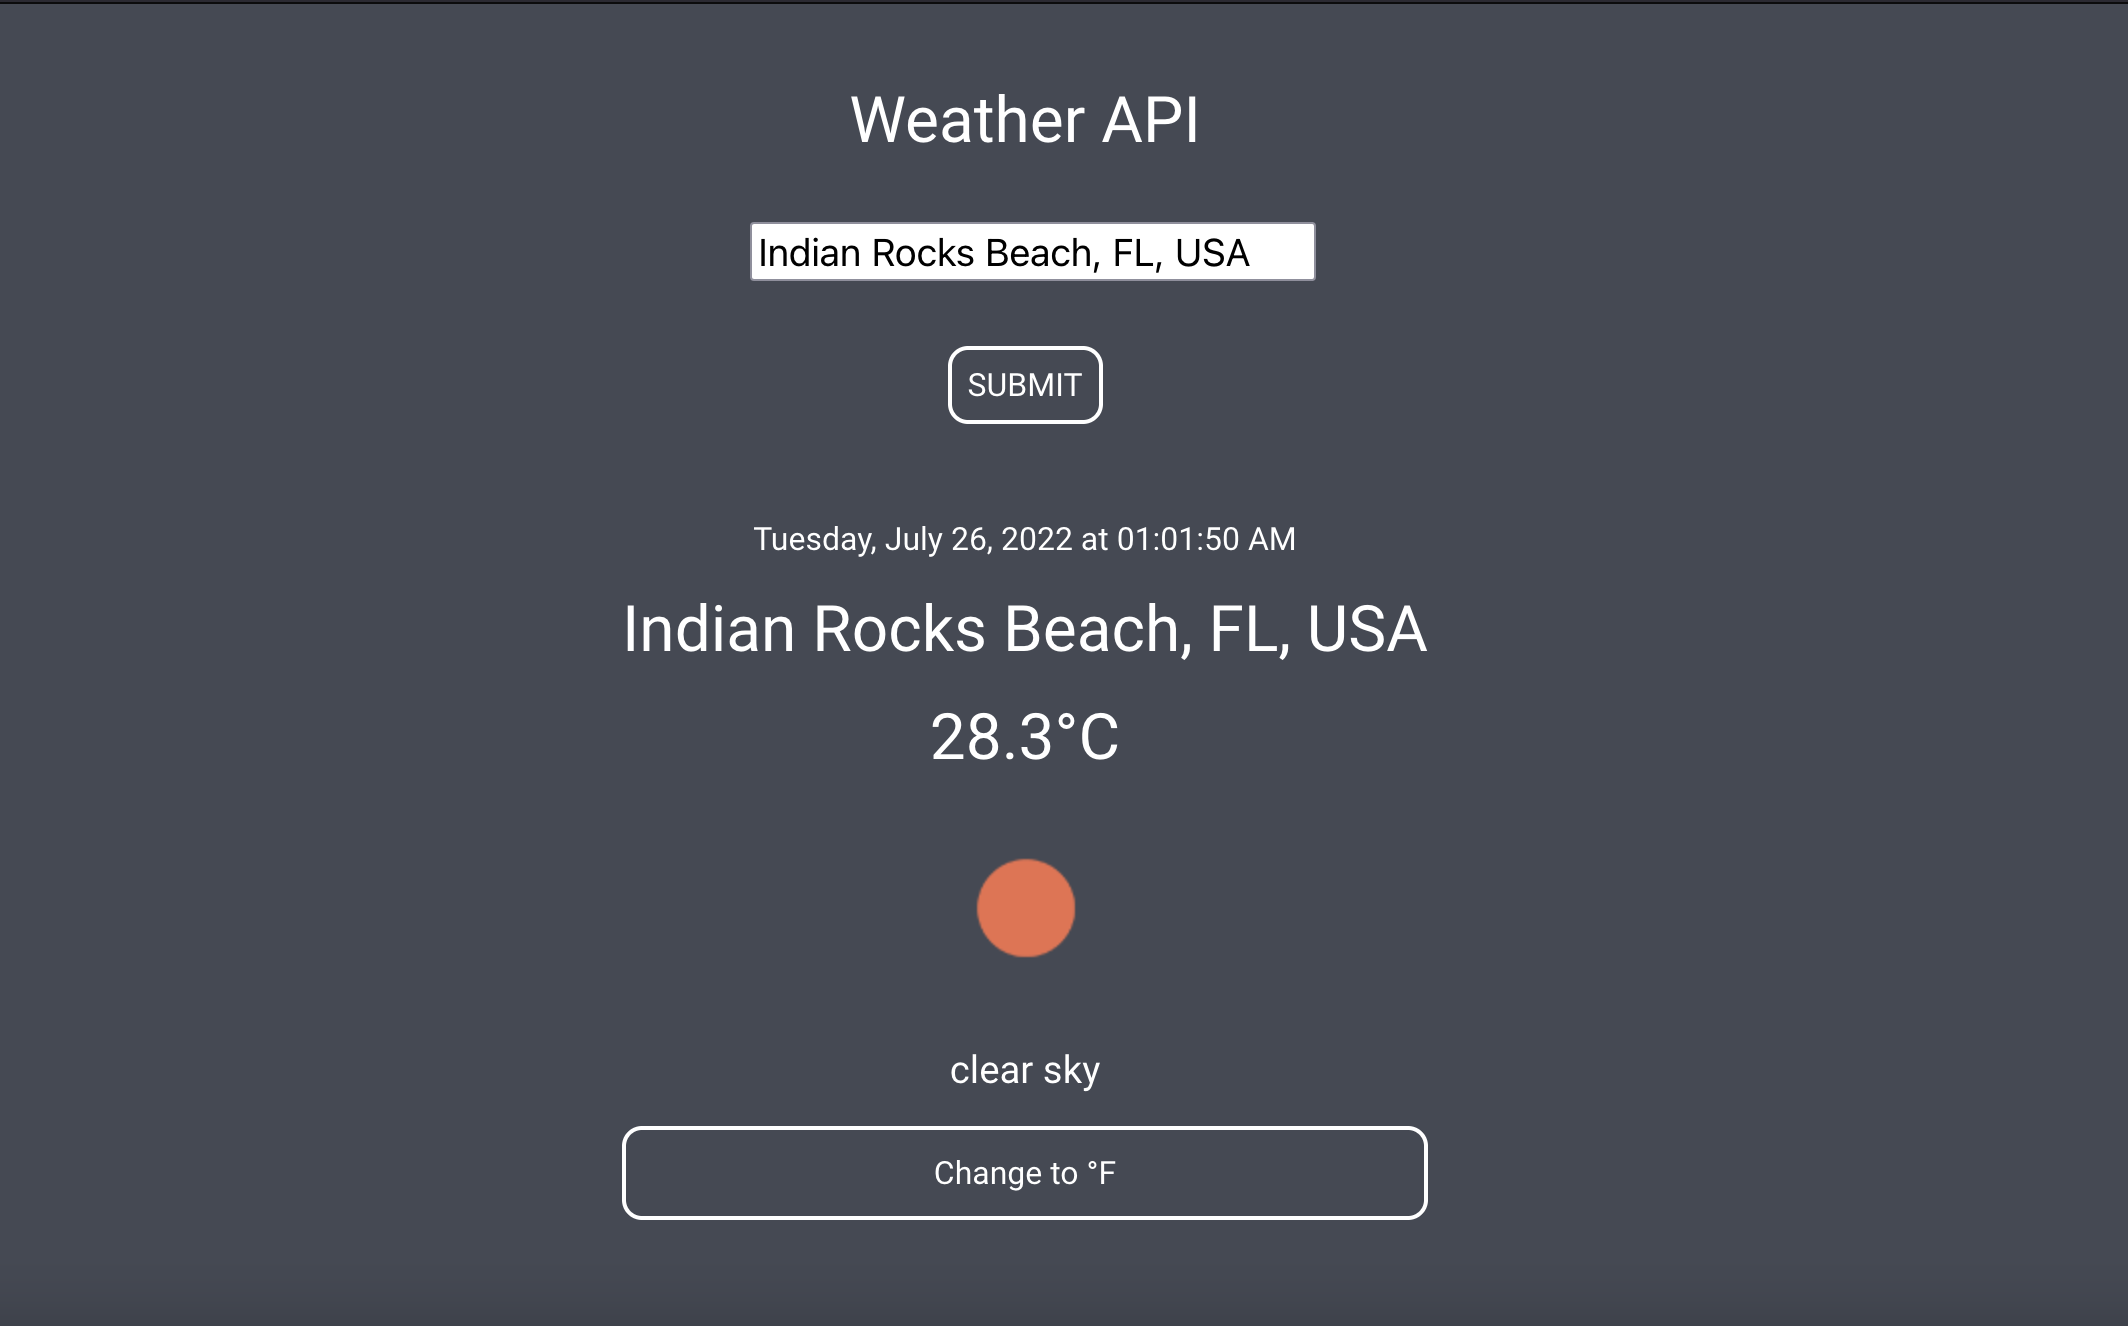 Weather API
Indian Rocks Beach, FL, USA
SUBMIT
Tuesday, July 26, 2022 at 01:01:50 AM
Indian Rocks Beach, FL, USA
28.3°C
clear sky
Change to °F